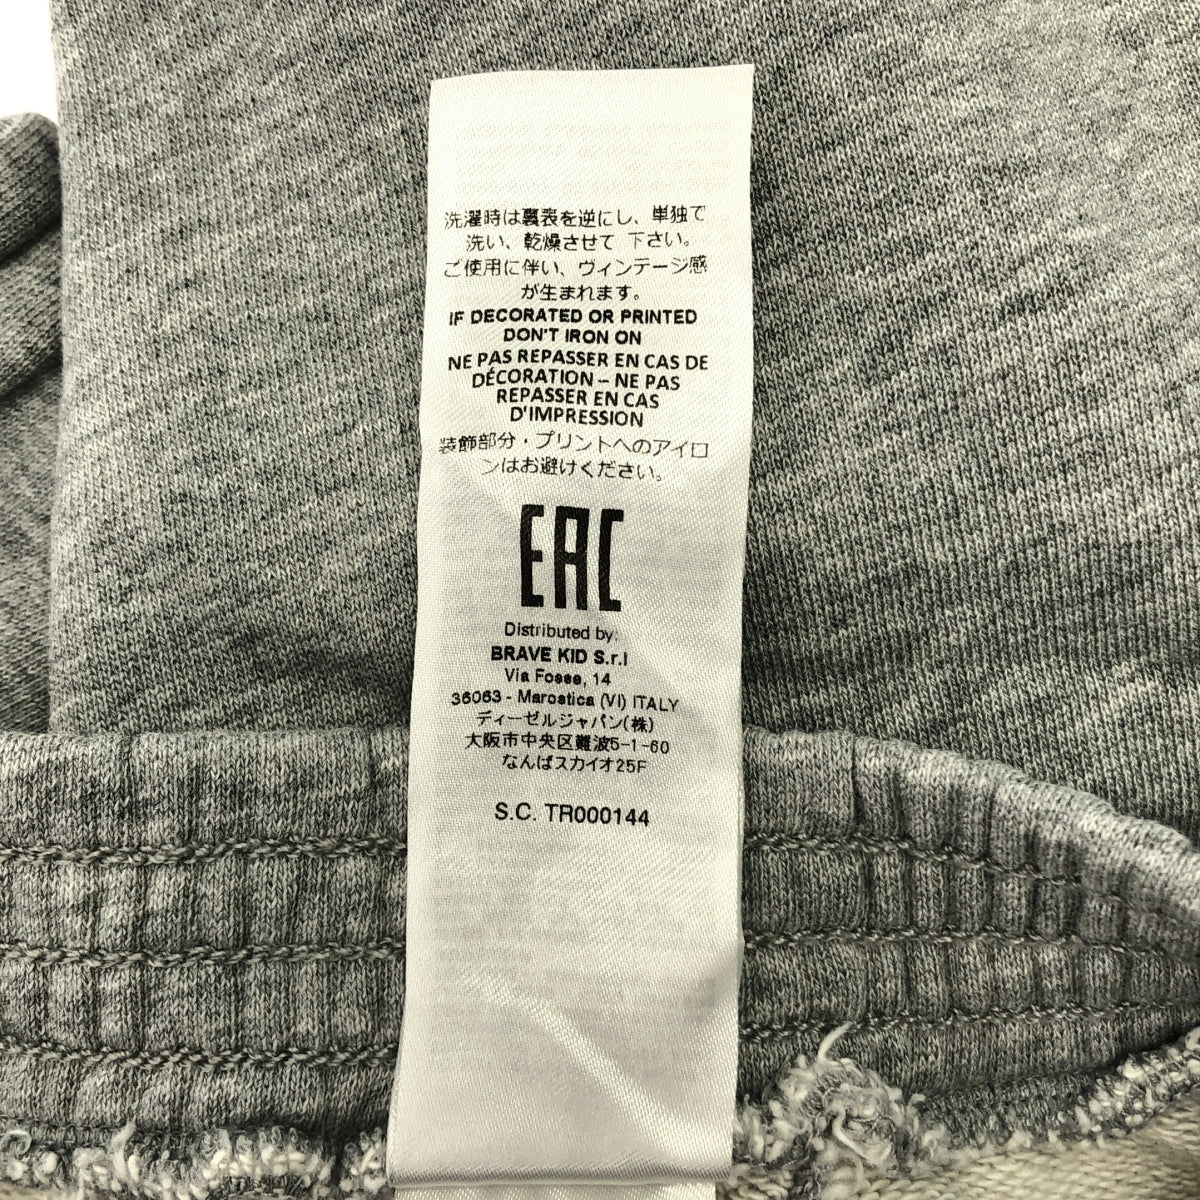 洗濯時は裏表を逆にし、単独で
洗い、乾燥させて 下さい。
ご使用に伴い、ヴィンテージ感
が生まれます。
IF DECORATED OR PRINTED
DON'T IRON ON
NE PAS REPASSER EN CAS DE
DÉCORATION – NE PAS
REPASSER EN CAS
D'IMPRESSION
装飾部分・プリントへのアイロ
ンはお避けください。
EAC
Distributed by:
BRAVE KID S.r.l
Via Fosse, 14
36063 - Marostica (VI) ITALY
ディーゼルジャパン(株)
大阪市中央区難波5-1-60
なんばスカイオ25F
S.C. TR000144